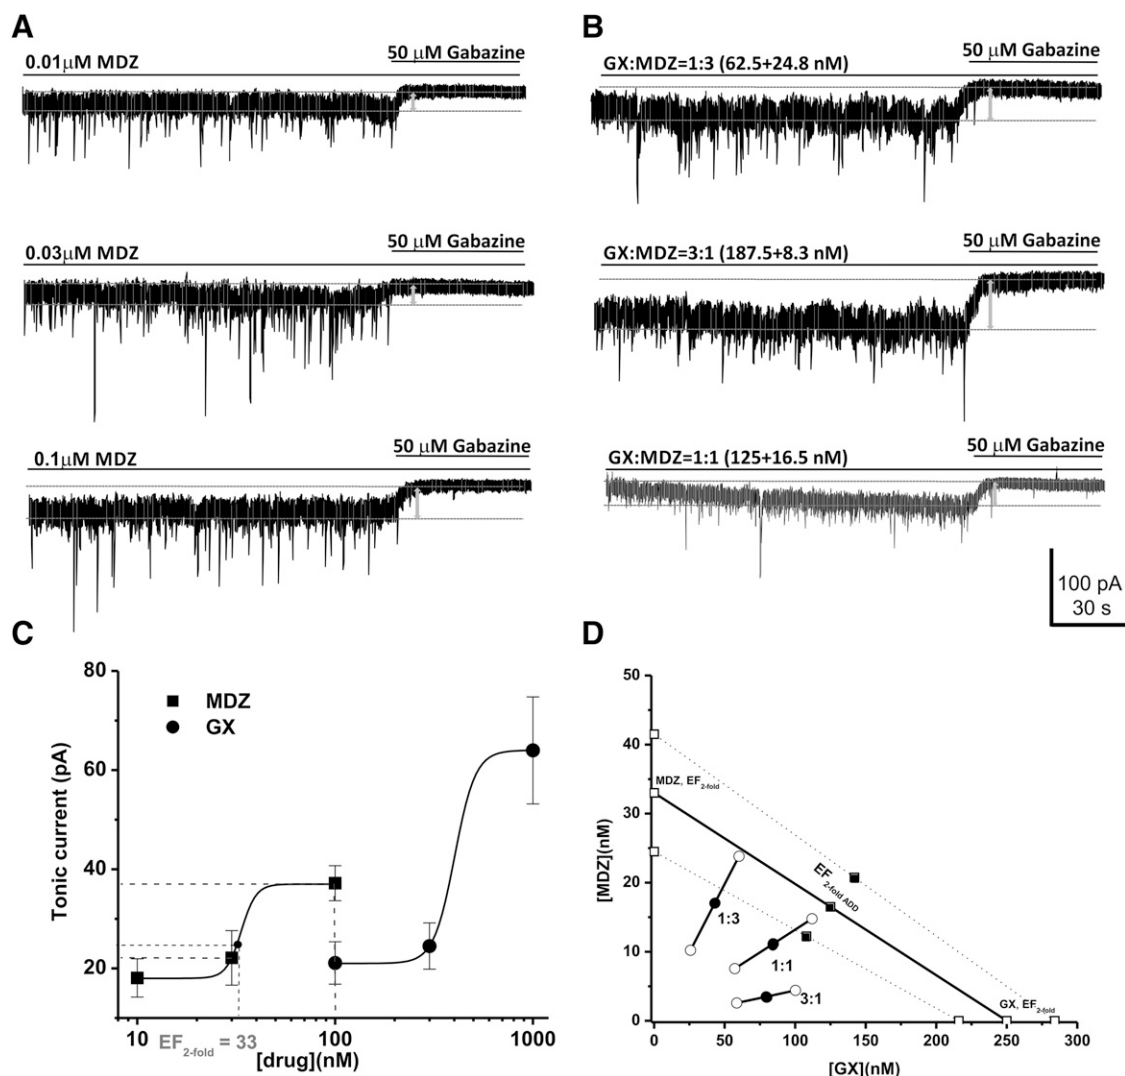 A
B
0.01μM MDZ
50 μM Gabazine
GX:MDZ=1:3 (62.5+24.8 nM)
50 μM Gabazine
0.03μM MDZ
50 μM Gabazine
GX:MDZ=3:1 (187.5+8.3 nM)
50 μM Gabazine
0.1μM MDZ
50 μM Gabazine
GX:MDZ=1:1 (125+16.5 nM)
50 μM Gabazine
100 pA
30 s
C
80
60
40
20
Tonic current (pA)
MDZ
GX
10
100
1000
EF2-fold = 33
[drug](nM)
D
50
40
30
20
10
0
[MDZ](nM)
MDZ, EF2-fold
EF2-fold ADD
1:3
1:1
3:1
GX, EF2-fold
0
50
100
150
200
250
300
[GX](nM)